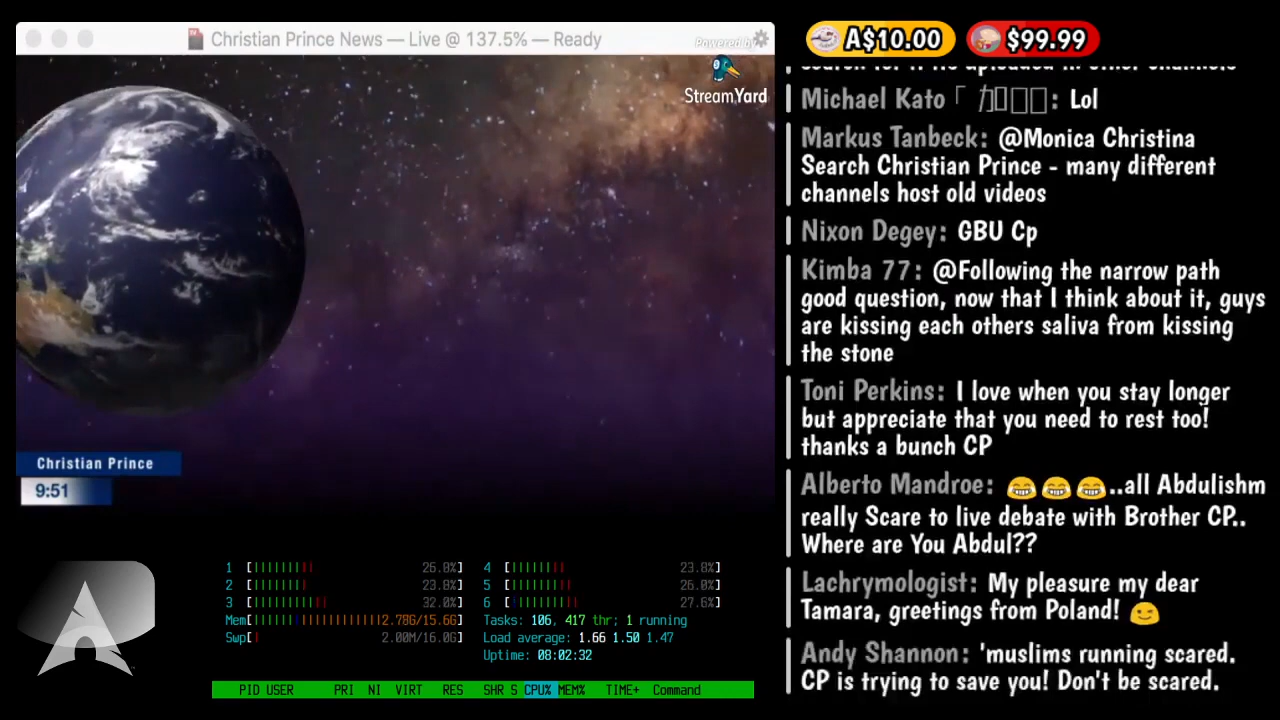 Christian Prince News — Live @ 137.5% — Ready
Powered by
StreamYard
Christian Prince
9:51
1 [ 26.8%]
2 [ 23.8%]
3 [ 32.0%]
Mem[ 2.78G/15.6G]
Swp[ 2.00M/16.0G]
4 [ 23.8%]
5 [ 26.0%]
6 [ 27.6%]
Tasks: 106, 417 thr; 1 running
Load average: 1.66 1.50 1.47
Uptime: 08:02:32
PID USER PRI NI VIRT RES SHR S CPU% MEM% TIME+ Command
A$10.00
$99.99
Michael Kato「 加□□: Lol
Markus Tanbeck: @Monica Christina
Search Christian Prince - many different
channels host old videos
Nixon Degey: GBU Cp
Kimba 77: @Following the narrow path
good question, now that I think about it, guys
are kissing each others saliva from kissing
the stone
Toni Perkins: I love when you stay longer
but appreciate that you need to rest too!
thanks a bunch CP
Alberto Mandroe: 😂😂😂..all Abdulishm
really Scare to live debate with Brother CP..
Where are You Abdul??
Lachrymologist: My pleasure my dear
Tamara, greetings from Poland! 😉
Andy Shannon: 'muslims running scared.
CP is trying to save you! Don't be scared.